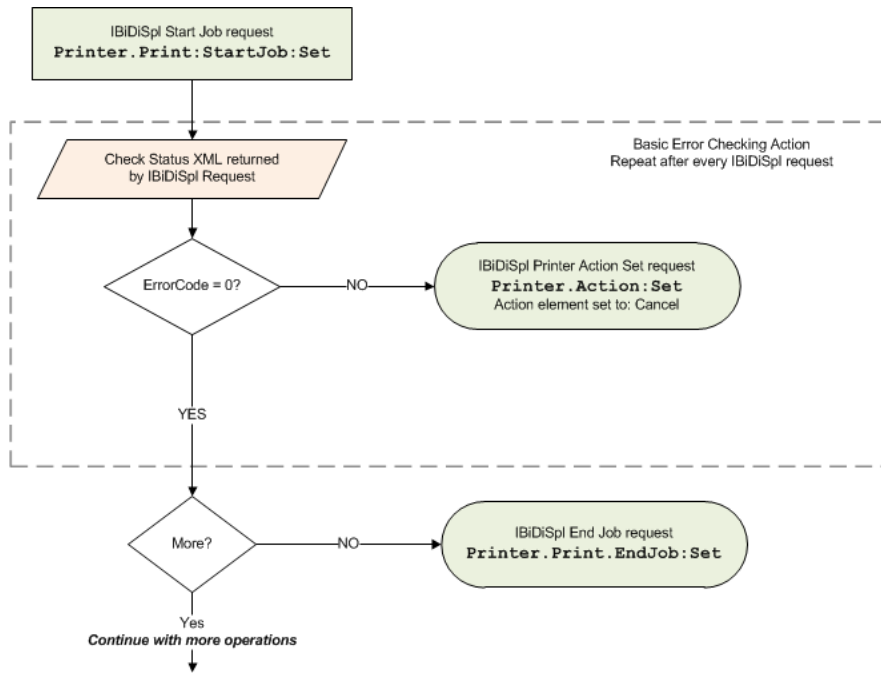 IBiDiSpl Start Job request
Printer.Print:StartJob:Set
Check Status XML returned
by IBiDiSpl Request
Basic Error Checking Action
Repeat after every IBiDiSpl request
ErrorCode = 0?
NO
IBiDiSpl Printer Action Set request
Printer.Action:Set
Action element set to: Cancel
YES
More?
NO
IBiDiSpl End Job request
Printer.Print.EndJob:Set
Yes
Continue with more operations